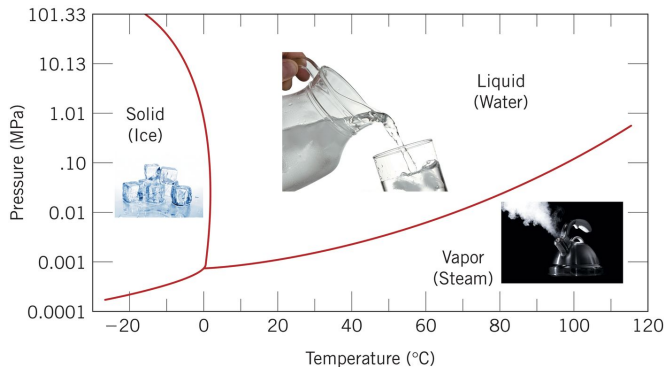 101.33
10.13
1.01
.10
0.01
0.001
0.0001
Pressure (MPa)
Solid
(Ice)
Liquid
(Water)
Vapor
(Steam)
−20
0
20
40
60
80
100
120
Temperature (°C)